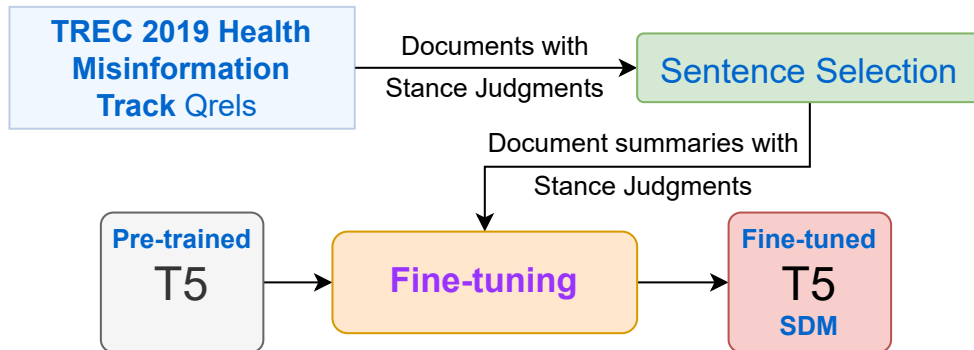 TREC 2019 Health
Misinformation
Track Qrels
Documents with
Stance Judgments
Sentence Selection
Document summaries with
Stance Judgments
Pre-trained
T5
Fine-tuning
Fine-tuned
T5
SDM